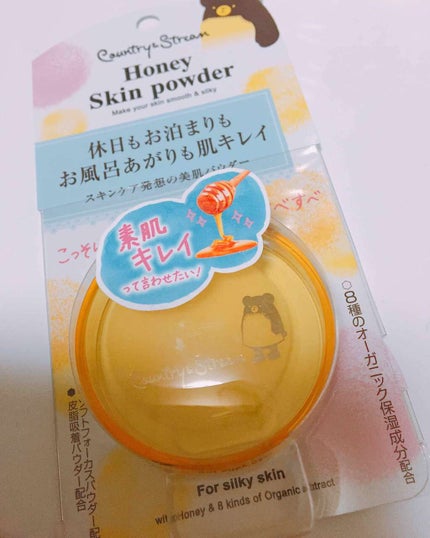 Country & Stream
Honey
Skin powder
Make your skin smooth & silky
休日もお泊まりも
お風呂あがりも肌キレイ
スキンケア発想の美肌パウダー
こっそり
すべ
素肌
キレイ
って言わせたい!
8種のオーガニック保湿成分配合
Country & Stream
ソフトフォーカスパウダー配合
皮脂吸着パウダー配合
For silky skin
with Honey & 8 kinds of Organic extract